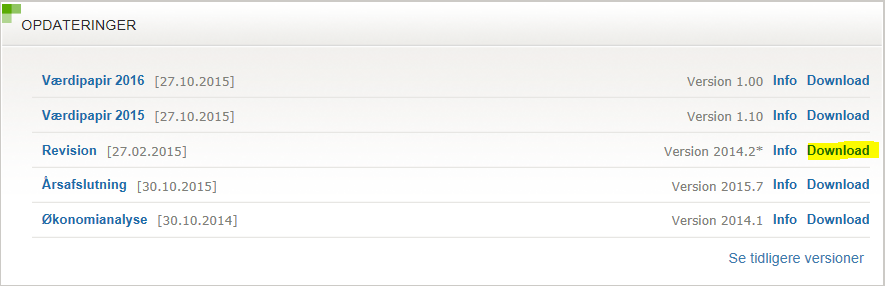 OPDATERINGER
Værdipapir 2016 [27.10.2015] Version 1.00 Info Download
Værdipapir 2015 [27.10.2015] Version 1.10 Info Download
Revision [27.02.2015] Version 2014.2* Info Download
Årsafslutning [30.10.2015] Version 2015.7 Info Download
Økonomianalyse [30.10.2014] Version 2014.1 Info Download
Se tidligere versioner